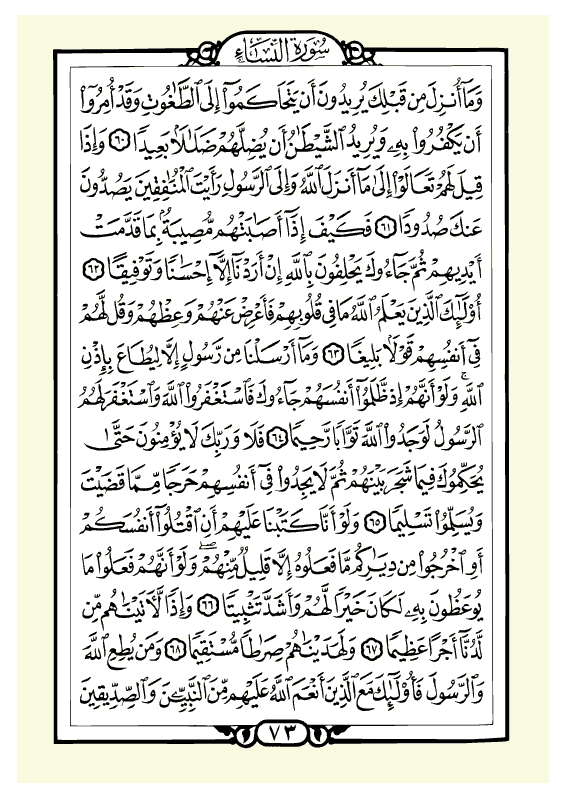 سُورَةُ النِّسَاءِ
وَمَآ أُنزِلَ مِن قَبْلِكَ يُرِيدُونَ أَن يَتَحَاكَمُوٓا۟ إِلَى ٱلطَّٰغُوتِ وَقَدْ أُمِرُوٓا۟
أَن يَكْفُرُوا۟ بِهِۦ وَيُرِيدُ ٱلشَّيْطَٰنُ أَن يُضِلَّهُمْ ضَلَٰلًۢا بَعِيدًا ٦٠ وَإِذَا
قِيلَ لَهُمْ تَعَالَوْا۟ إِلَىٰ مَآ أَنزَلَ ٱللَّهُ وَإِلَى ٱلرَّسُولِ رَأَيْتَ ٱلْمُنَٰفِقِينَ يَصُدُّونَ
عَنكَ صُدُودًا ٦١ فَكَيْفَ إِذَآ أَصَٰبَتْهُم مُّصِيبَةٌۢ بِمَا قَدَّمَتْ
أَيْدِيهِمْ ثُمَّ جَآءُوكَ يَحْلِفُونَ بِٱللَّهِ إِنْ أَرَدْنَآ إِلَّآ إِحْسَٰنًا وَتَوْفِيقًا ٦٢
أُو۟لَٰٓئِكَ ٱلَّذِينَ يَعْلَمُ ٱللَّهُ مَا فِى قُلُوبِهِمْ فَأَعْرِضْ عَنْهُمْ وَعِظْهُمْ وَقُل لَّهُمْ
فِىٓ أَنفُسِهِمْ قَوْلًۢا بَلِيغًا ٦٣ وَمَآ أَرْسَلْنَا مِن رَّسُولٍ إِلَّا لِيُطَاعَ بِإِذْنِ
ٱللَّهِ ۚ وَلَوْ أَنَّهُمْ إِذ ظَّلَمُوٓا۟ أَنفُسَهُمْ جَآءُوكَ فَٱسْتَغْفَرُوا۟ ٱللَّهَ وَٱسْتَغْفَرَ لَهُمُ
ٱلرَّسُولُ لَوَجَدُوا۟ ٱللَّهَ تَوَّابًا رَّحِيمًا ٦٤ فَلَا وَرَبِّكَ لَا يُؤْمِنُونَ حَتَّىٰ
يُحَكِّمُوكَ فِيمَا شَجَرَ بَيْنَهُمْ ثُمَّ لَا يَجِدُوا۟ فِىٓ أَنفُسِهِمْ حَرَجًا مِّمَّا قَضَيْتَ
وَيُسَلِّمُوا۟ تَسْلِيمًا ٦٥ وَلَوْ أَنَّا كَتَبْنَا عَلَيْهِمْ أَنِ ٱقْتُلُوٓا۟ أَنفُسَكُمْ
أَوِ ٱخْرُجُوا۟ مِن دِيَٰرِكُم مَّا فَعَلُوهُ إِلَّا قَلِيلٌ مِّنْهُمْ ۖ وَلَوْ أَنَّهُمْ فَعَلُوا۟ مَا
يُوعَظُونَ بِهِۦ لَكَانَ خَيْرًا لَّهُمْ وَأَشَدَّ تَثْبِيتًا ٦٦ وَإِذًا لَّءَاتَيْنَٰهُم مِّن
لَّدُنَّآ أَجْرًا عَظِيمًا ٦٧ وَلَهَدَيْنَٰهُمْ صِرَٰطًا مُّسْتَقِيمًا ٦٨ وَمَن يُطِعِ ٱللَّهَ
وَٱلرَّسُولَ فَأُو۟لَٰٓئِكَ مَعَ ٱلَّذِينَ أَنْعَمَ ٱللَّهُ عَلَيْهِم مِّنَ ٱلنَّبِيِّۦنَ وَٱلصِّدِّيقِينَ
٧٣